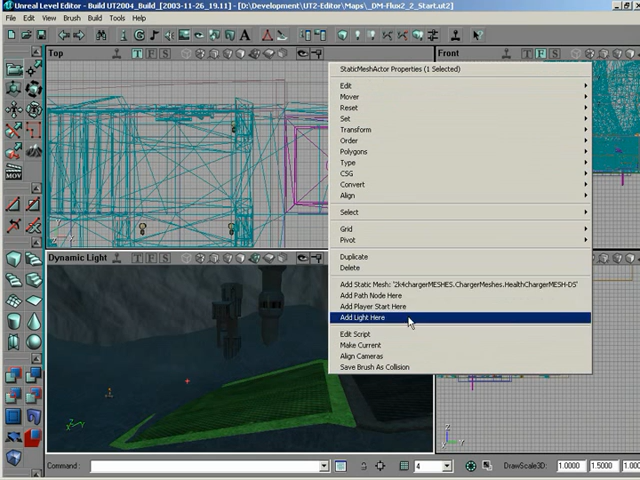 Unreal Level Editor - Build UT2004_Build_[2003-11-26_19.11] - [D:\Development\UT2-Editor\Maps\_DM-Flux2_2_Start.ut2]
File Edit View Brush Build Tools Help
Top
Front
StaticMeshActor Properties (1 Selected)
Edit
Mover
Reset
Set
Transform
Order
Polygons
Type
CSG
Convert
Align
Select
Grid
Pivot
Duplicate
Delete
Add Static Mesh: '2k4chargerMESHES.ChargerMeshes.HealthChargerMESH-DS'
Add Path Node Here
Add Player Start Here
Add Light Here
Edit Script
Make Current
Align Cameras
Save Brush As Collision
MOV
Dynamic Light
Command :
4
DrawScale3D: 1.0000 1.5000 1.000